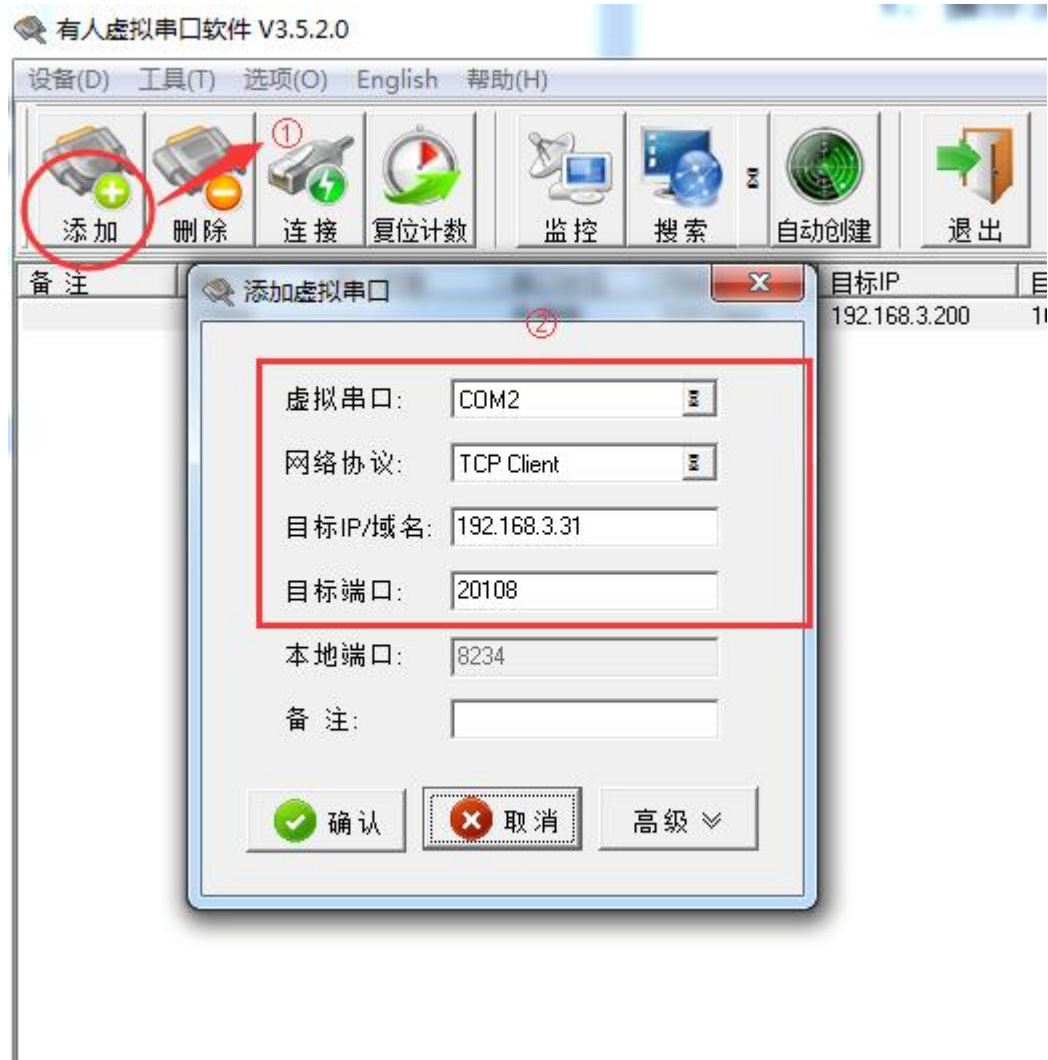 有人虚拟串口软件 V3.5.2.0
设备(D) 工具(T) 选项(O) English 帮助(H)
①
添加 删除 连接 复位计数 监控 搜索 自动创建 退出
备注 目标IP 目
添加虚拟串口
192.168.3.200
②
虚拟串口: COM2
网络协议: TCP Client
目标IP/域名: 192.168.3.31
目标端口: 20108
本地端口: 8234
备 注:
确认 取消 高级